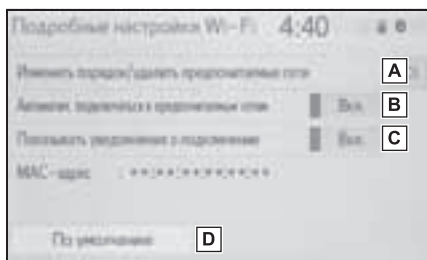 Подробные настройки Wi-Fi 4:40
Изменить порядок/удалить предпочитаемые сети A
Автоматич. подключаться к предпочитаемым сетям Вкл. B
Показывать уведомления о подключении Вкл. C
MAC-адрес : **:**:**:**:**:**
По умолчанию D